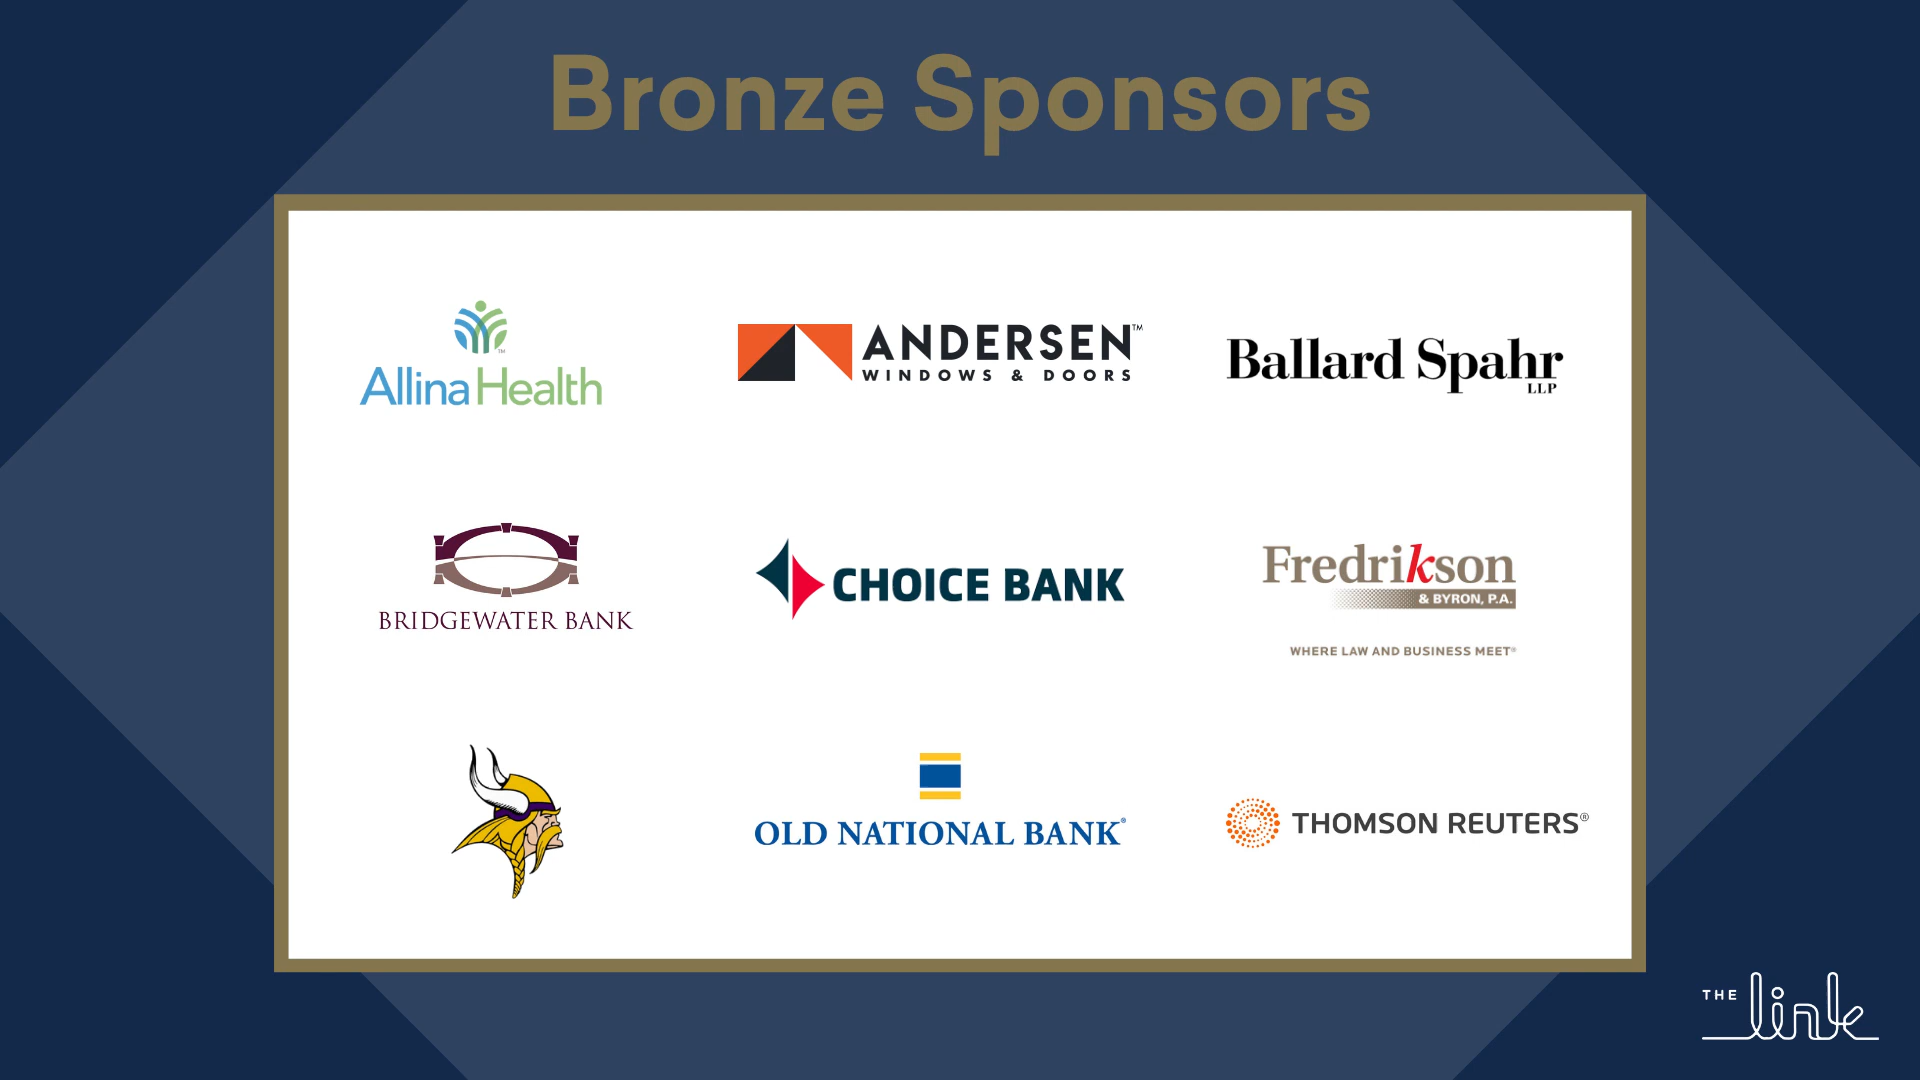 Bronze Sponsors
Allina Health
™
ANDERSEN™
WINDOWS & DOORS
Ballard Spahr
LLP
BRIDGEWATER BANK
CHOICE BANK
Fredrikson
& BYRON, P.A.
WHERE LAW AND BUSINESS MEET®
OLD NATIONAL BANK®
THOMSON REUTERS®
THE link